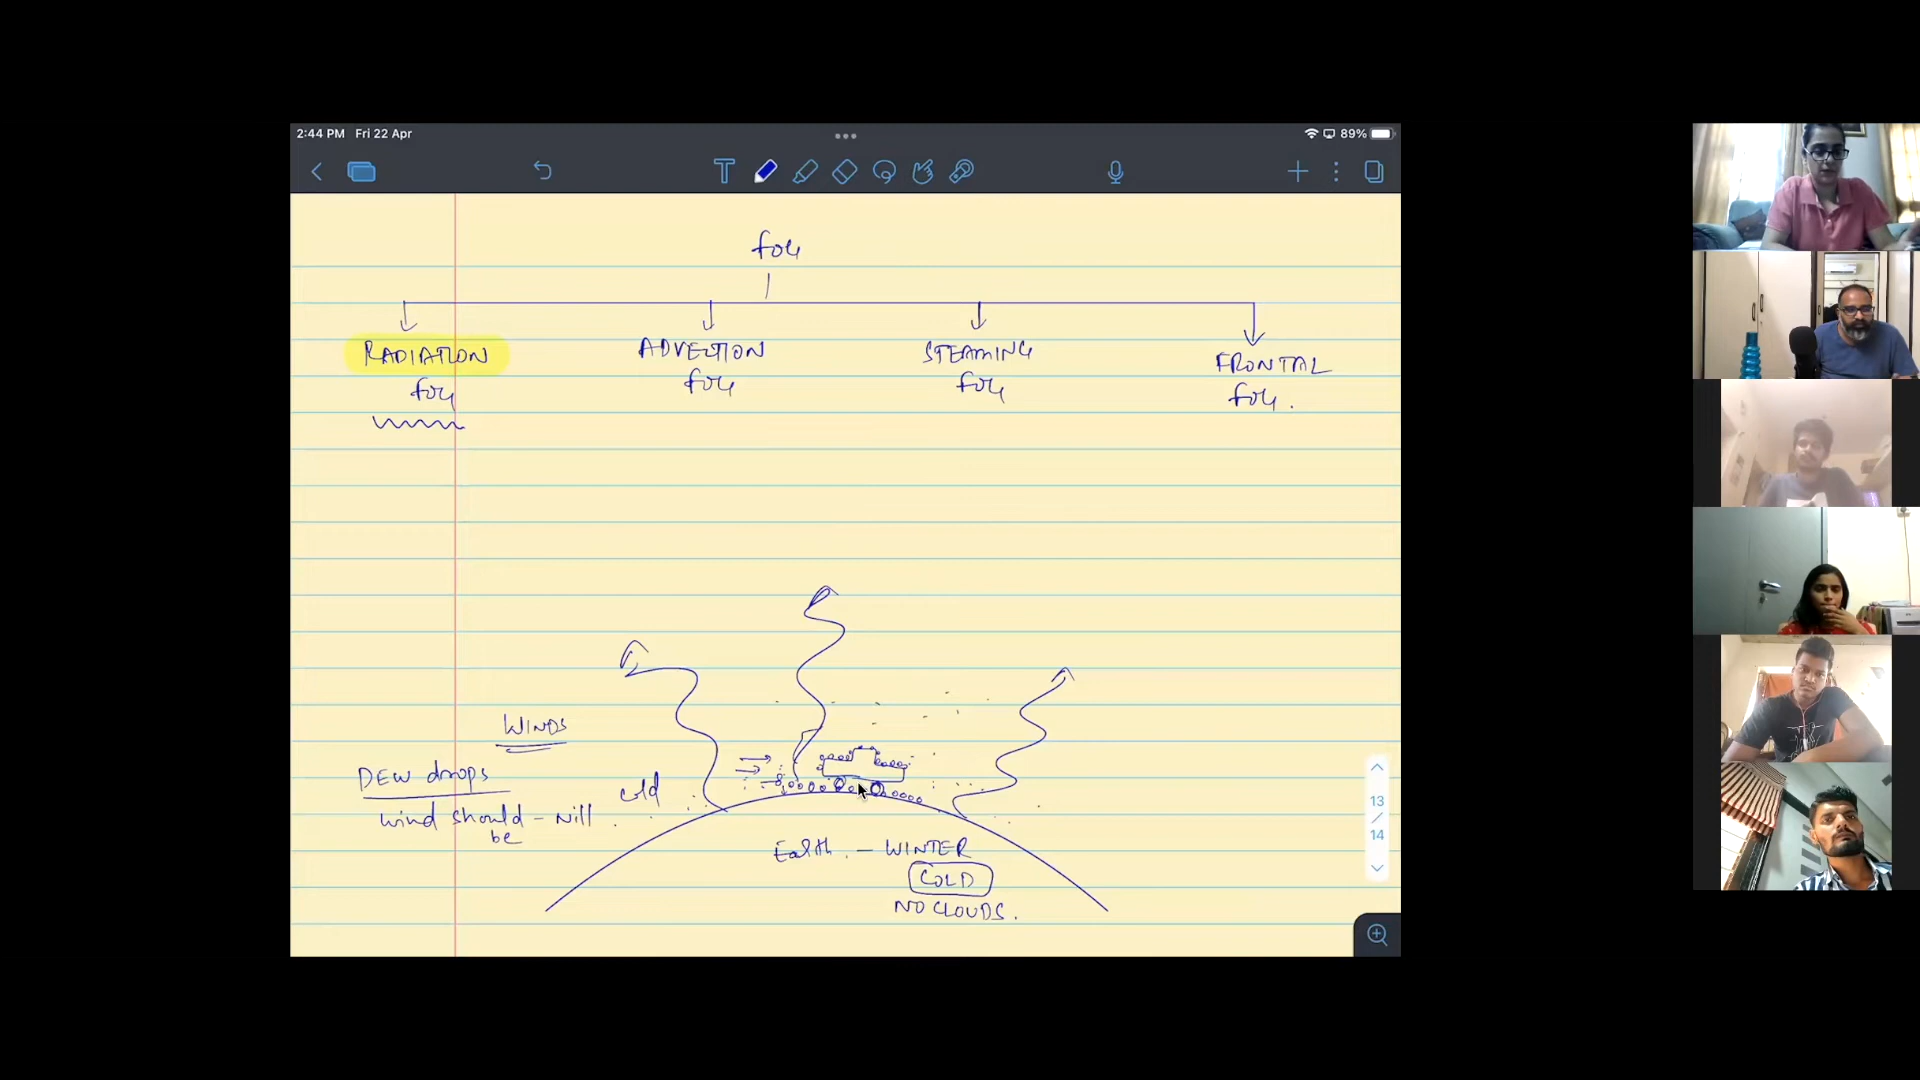 2:44 PM Fri 22 Apr
89%
fog
RADIATION
fog
ADVECTION
fog
STEAMING
fog
FRONTAL
fog.
WINDS
DEW drops
wind should - Nill
be
cold
Earth. - WINTER
COLD
NO CLOUDS.
13
/
14